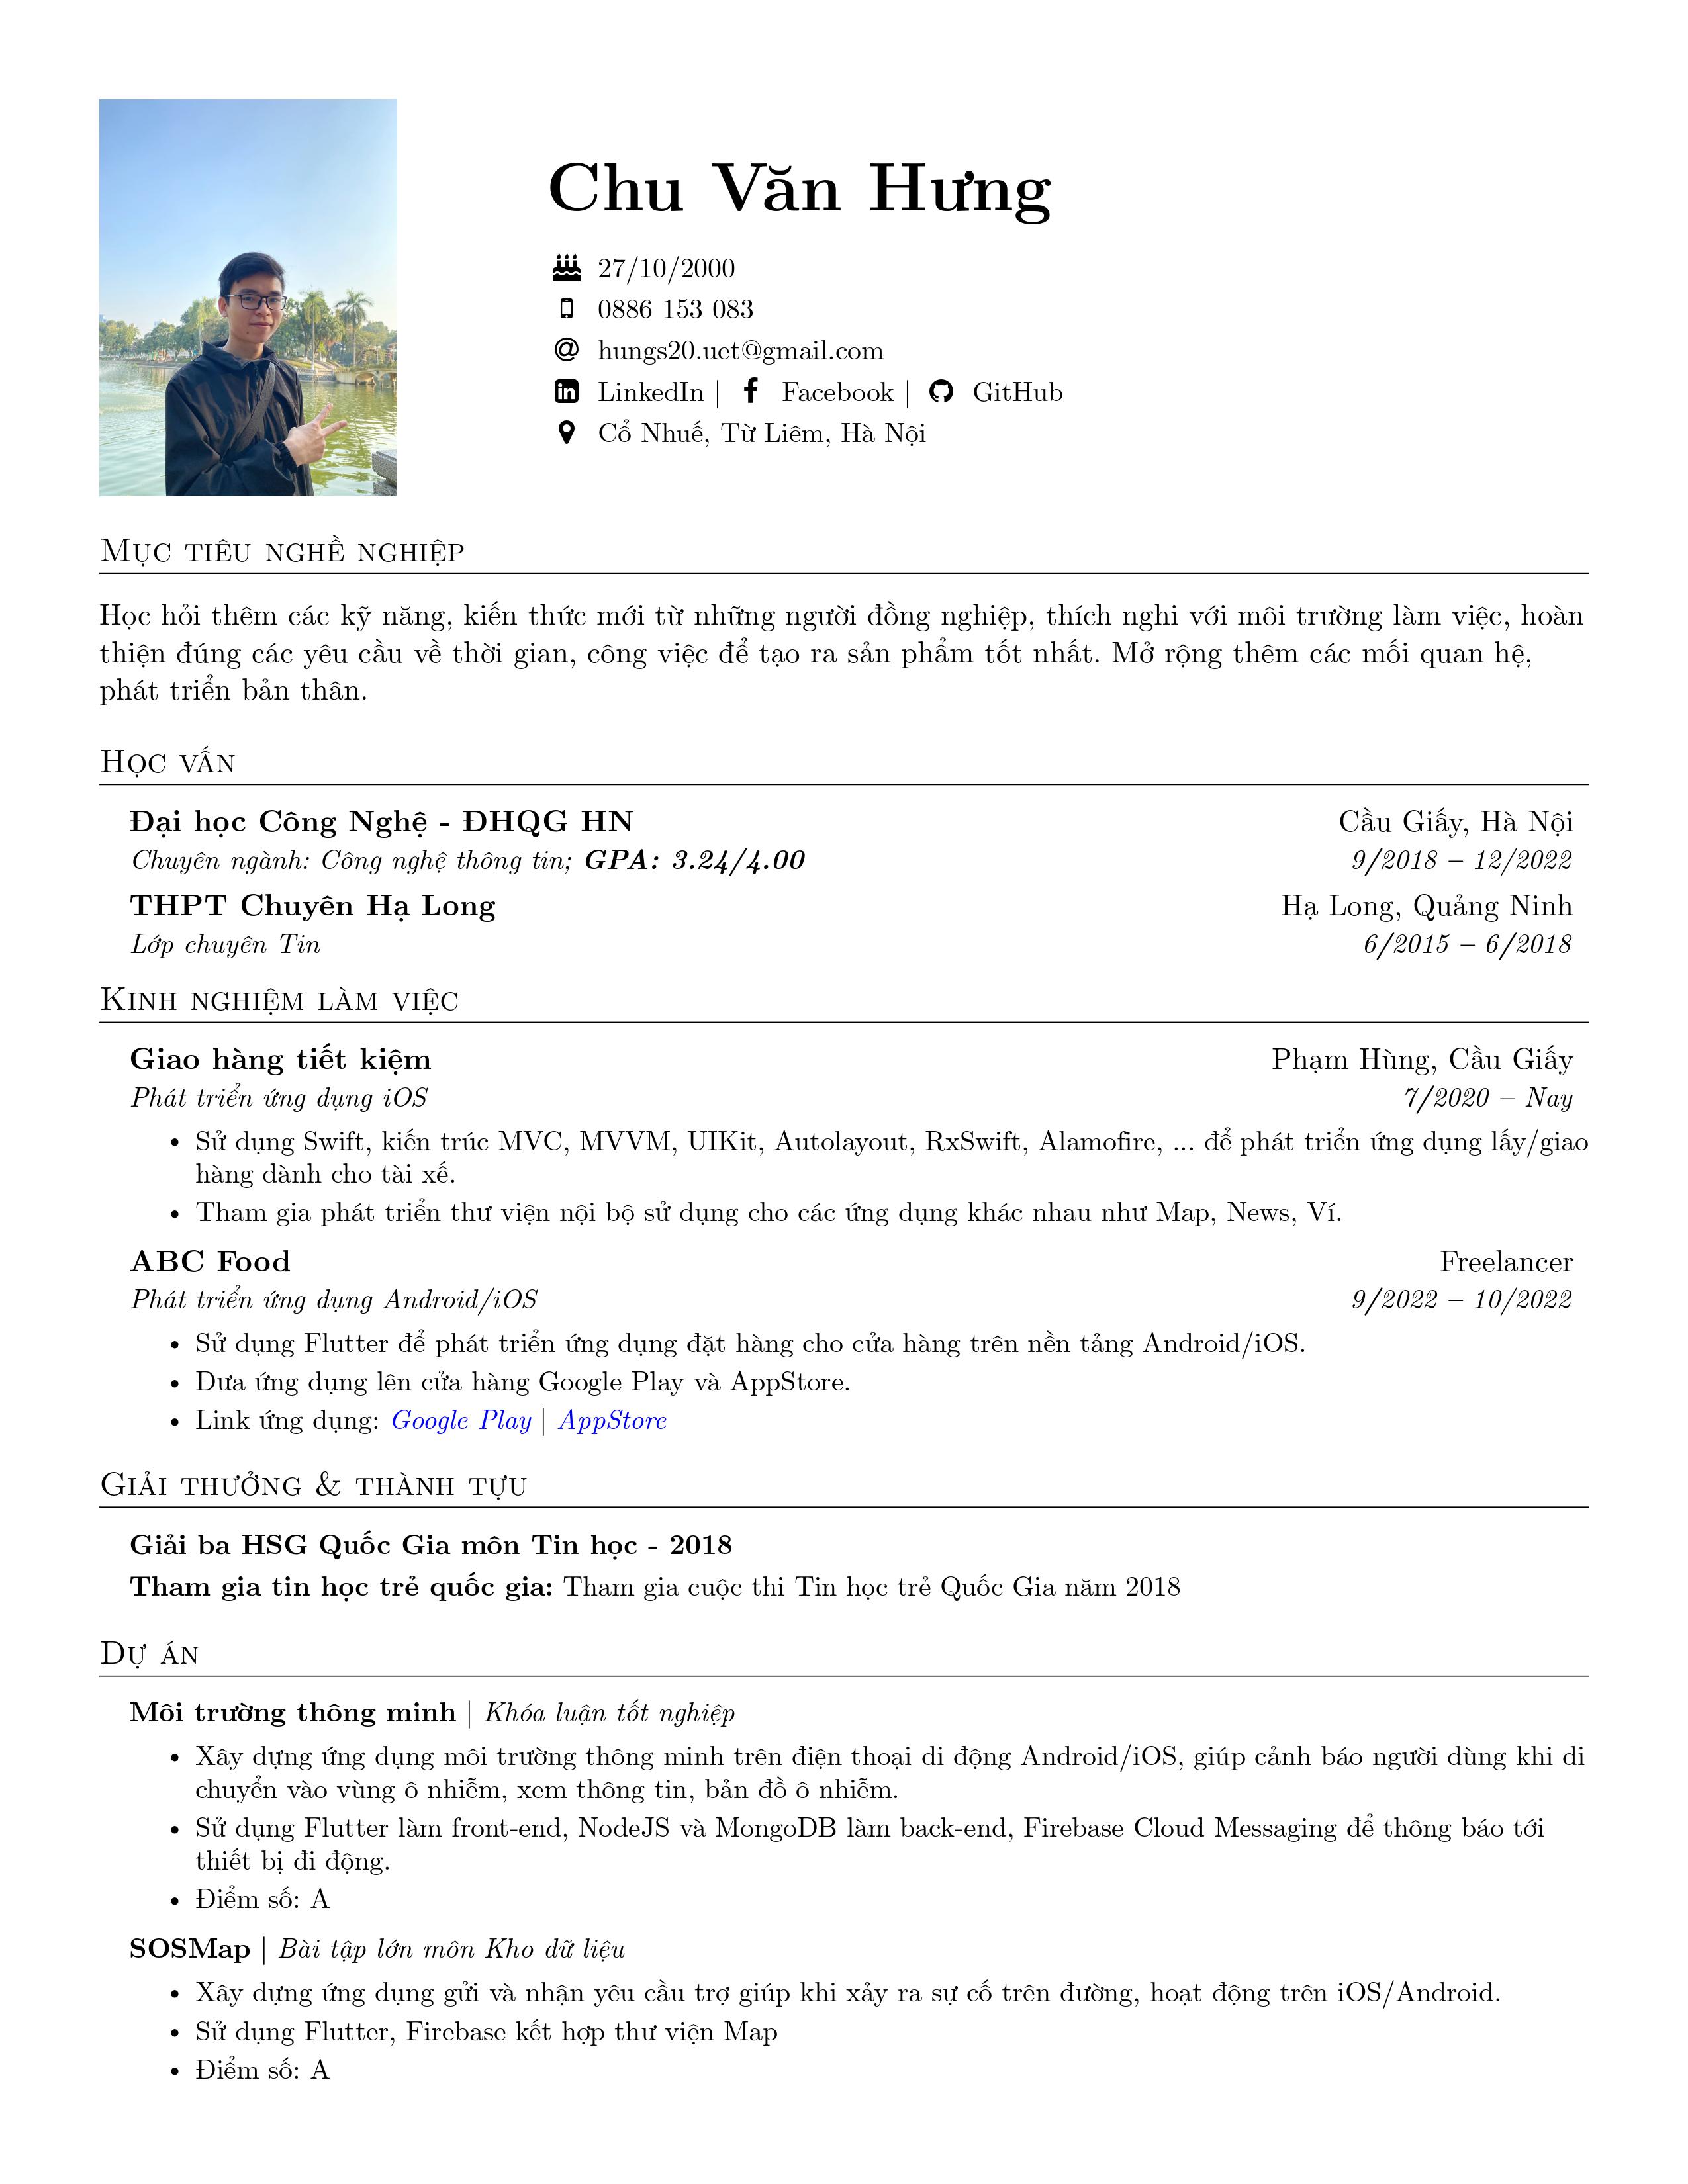 Chu Văn Hưng
27/10/2000
0886 153 083
hungs20.uet@gmail.com
LinkedIn | Facebook | GitHub
Cổ Nhuế, Từ Liêm, Hà Nội
Mục tiêu nghề nghiệp
Học hỏi thêm các kỹ năng, kiến thức mới từ những người đồng nghiệp, thích nghi với môi trường làm việc, hoàn
thiện đúng các yêu cầu về thời gian, công việc để tạo ra sản phẩm tốt nhất. Mở rộng thêm các mối quan hệ,
phát triển bản thân.
Học vấn
Đại học Công Nghệ - ĐHQG HN Cầu Giấy, Hà Nội
Chuyên ngành: Công nghệ thông tin; GPA: 3.24/4.00 9/2018 – 12/2022
THPT Chuyên Hạ Long Hạ Long, Quảng Ninh
Lớp chuyên Tin 6/2015 – 6/2018
Kinh nghiệm làm việc
Giao hàng tiết kiệm Phạm Hùng, Cầu Giấy
Phát triển ứng dụng iOS 7/2020 – Nay
• Sử dụng Swift, kiến trúc MVC, MVVM, UIKit, Autolayout, RxSwift, Alamofire, ... để phát triển ứng dụng lấy/giao
hàng dành cho tài xế.
• Tham gia phát triển thư viện nội bộ sử dụng cho các ứng dụng khác nhau như Map, News, Ví.
ABC Food Freelancer
Phát triển ứng dụng Android/iOS 9/2022 – 10/2022
• Sử dụng Flutter để phát triển ứng dụng đặt hàng cho cửa hàng trên nền tảng Android/iOS.
• Đưa ứng dụng lên cửa hàng Google Play và AppStore.
• Link ứng dụng: Google Play | AppStore
Giải thưởng & thành tựu
Giải ba HSG Quốc Gia môn Tin học - 2018
Tham gia tin học trẻ quốc gia: Tham gia cuộc thi Tin học trẻ Quốc Gia năm 2018
Dự án
Môi trường thông minh | Khóa luận tốt nghiệp
• Xây dựng ứng dụng môi trường thông minh trên điện thoại di động Android/iOS, giúp cảnh báo người dùng khi di
chuyển vào vùng ô nhiễm, xem thông tin, bản đồ ô nhiễm.
• Sử dụng Flutter làm front-end, NodeJS và MongoDB làm back-end, Firebase Cloud Messaging để thông báo tới
thiết bị đi động.
• Điểm số: A
SOSMap | Bài tập lớn môn Kho dữ liệu
• Xây dựng ứng dụng gửi và nhận yêu cầu trợ giúp khi xảy ra sự cố trên đường, hoạt động trên iOS/Android.
• Sử dụng Flutter, Firebase kết hợp thư viện Map
• Điểm số: A